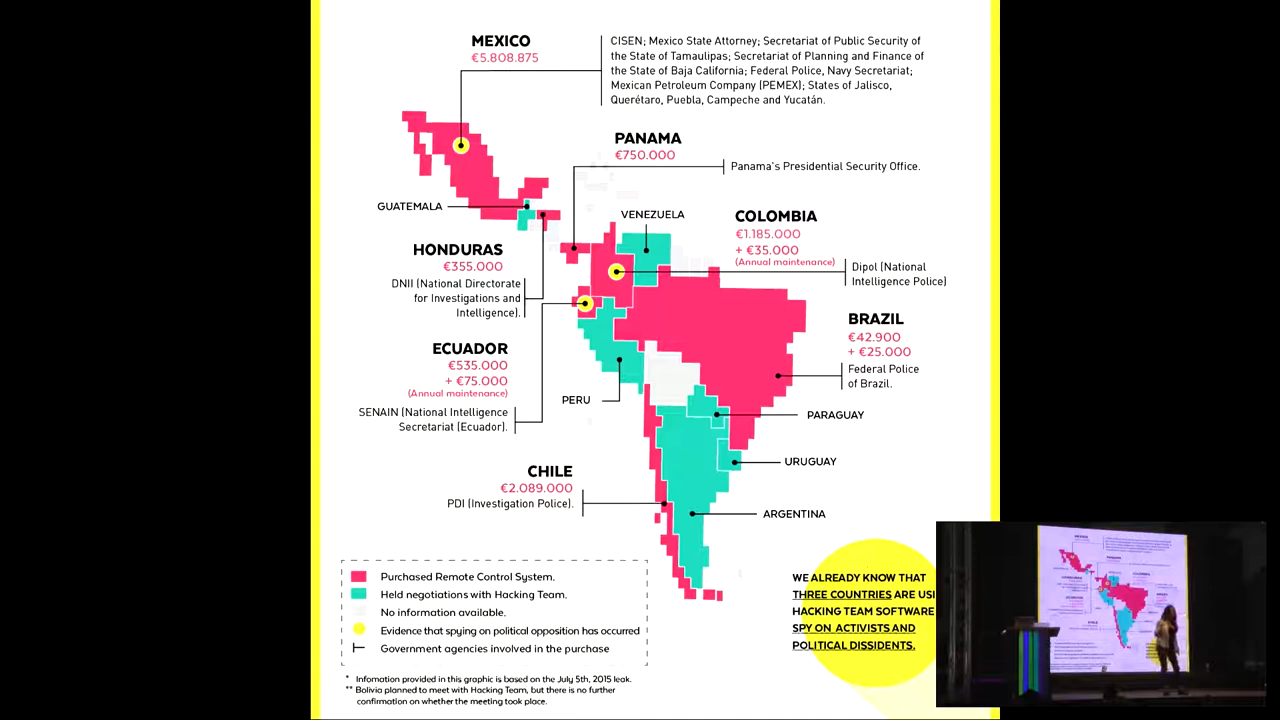 MEXICO
€5.808.875
CISEN; Mexico State Attorney; Secretariat of Public Security of
the State of Tamaulipas; Secretariat of Planning and Finance of
the State of Baja California; Federal Police, Navy Secretariat;
Mexican Petroleum Company (PEMEX); States of Jalisco,
Querétaro, Puebla, Campeche and Yucatán.
PANAMA
€750.000
Panama's Presidential Security Office.
GUATEMALA
VENEZUELA
COLOMBIA
€1.185.000
+ €35.000
(Annual maintenance)
Dipol (National
Intelligence Police)
HONDURAS
€355.000
DNII (National Directorate
for Investigations and
Intelligence).
BRAZIL
€42.900
+ €25.000
Federal Police
of Brazil.
ECUADOR
€535.000
+ €75.000
(Annual maintenance)
SENAIN (National Intelligence
Secretariat (Ecuador).
PERU
PARAGUAY
URUGUAY
CHILE
€2.089.000
PDI (Investigation Police).
ARGENTINA
Purchased Remote Control System.
Held negotiations with Hacking Team.
No information available.
Evidence that spying on political opposition has occurred
Government agencies involved in the purchase
WE ALREADY KNOW THAT
THREE COUNTRIES ARE USI
HACKING TEAM SOFTWARE
SPY ON ACTIVISTS AND
POLITICAL DISSIDENTS.
* Infomation provided in this graphic is based on the July 5th, 2015 leak.
** Bolivia planned to meet with Hacking Team, but there is no further
confirmation on whether the meeting took place.